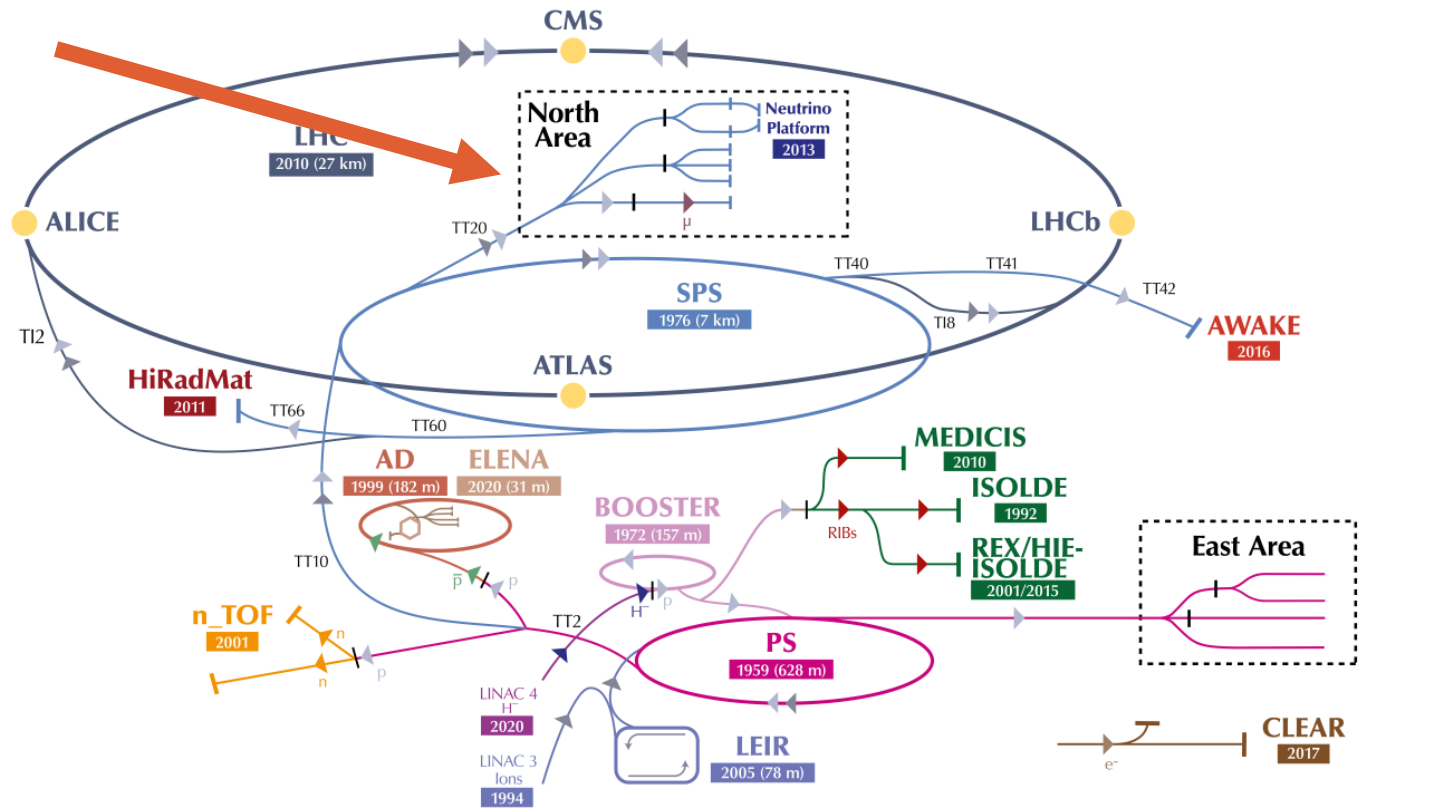 CMS
North
Area
Neutrino
Platform
2013
LHC
2010 (27 km)
μ
ALICE
LHCb
TT20
TT40
TT41
TT42
SPS
1976 (7 km)
TI8
AWAKE
2016
TI2
ATLAS
HiRadMat
2011
TT66
TT60
AD
1999 (182 m)
ELENA
2020 (31 m)
MEDICIS
2010
BOOSTER
1972 (157 m)
ISOLDE
1992
RIBs
REX/HIE-
ISOLDE
2001/2015
East Area
TT10
p̅
p
H⁻
p
n_TOF
2001
n
n
p
TT2
PS
1959 (628 m)
LINAC 4
H⁻
2020
LINAC 3
Ions
1994
LEIR
2005 (78 m)
CLEAR
2017
e⁻